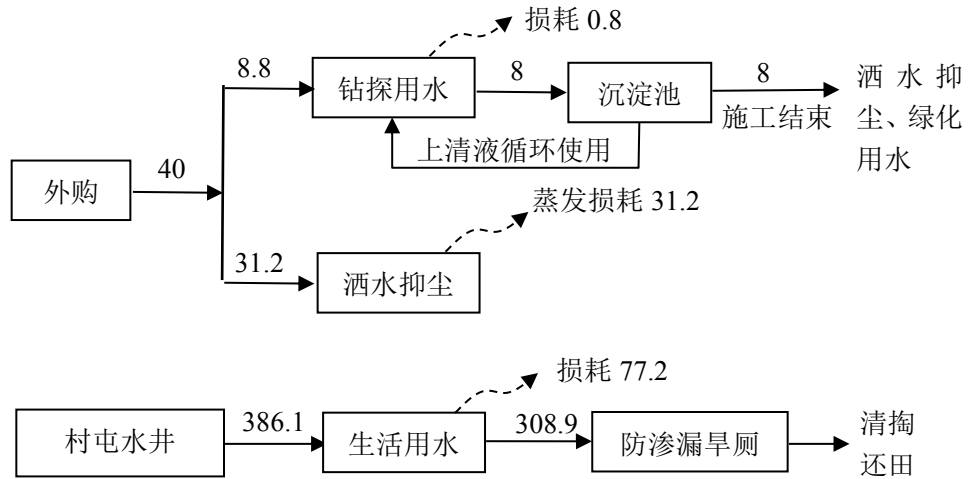 损耗 0.8
8.8
钻探用水
8
沉淀池
8
施工结束
洒水抑
尘、绿化
用水
上清液循环使用
外购
40
蒸发损耗 31.2
31.2
洒水抑尘
损耗 77.2
村屯水井
386.1
生活用水
308.9
防渗漏旱厕
清掏
还田